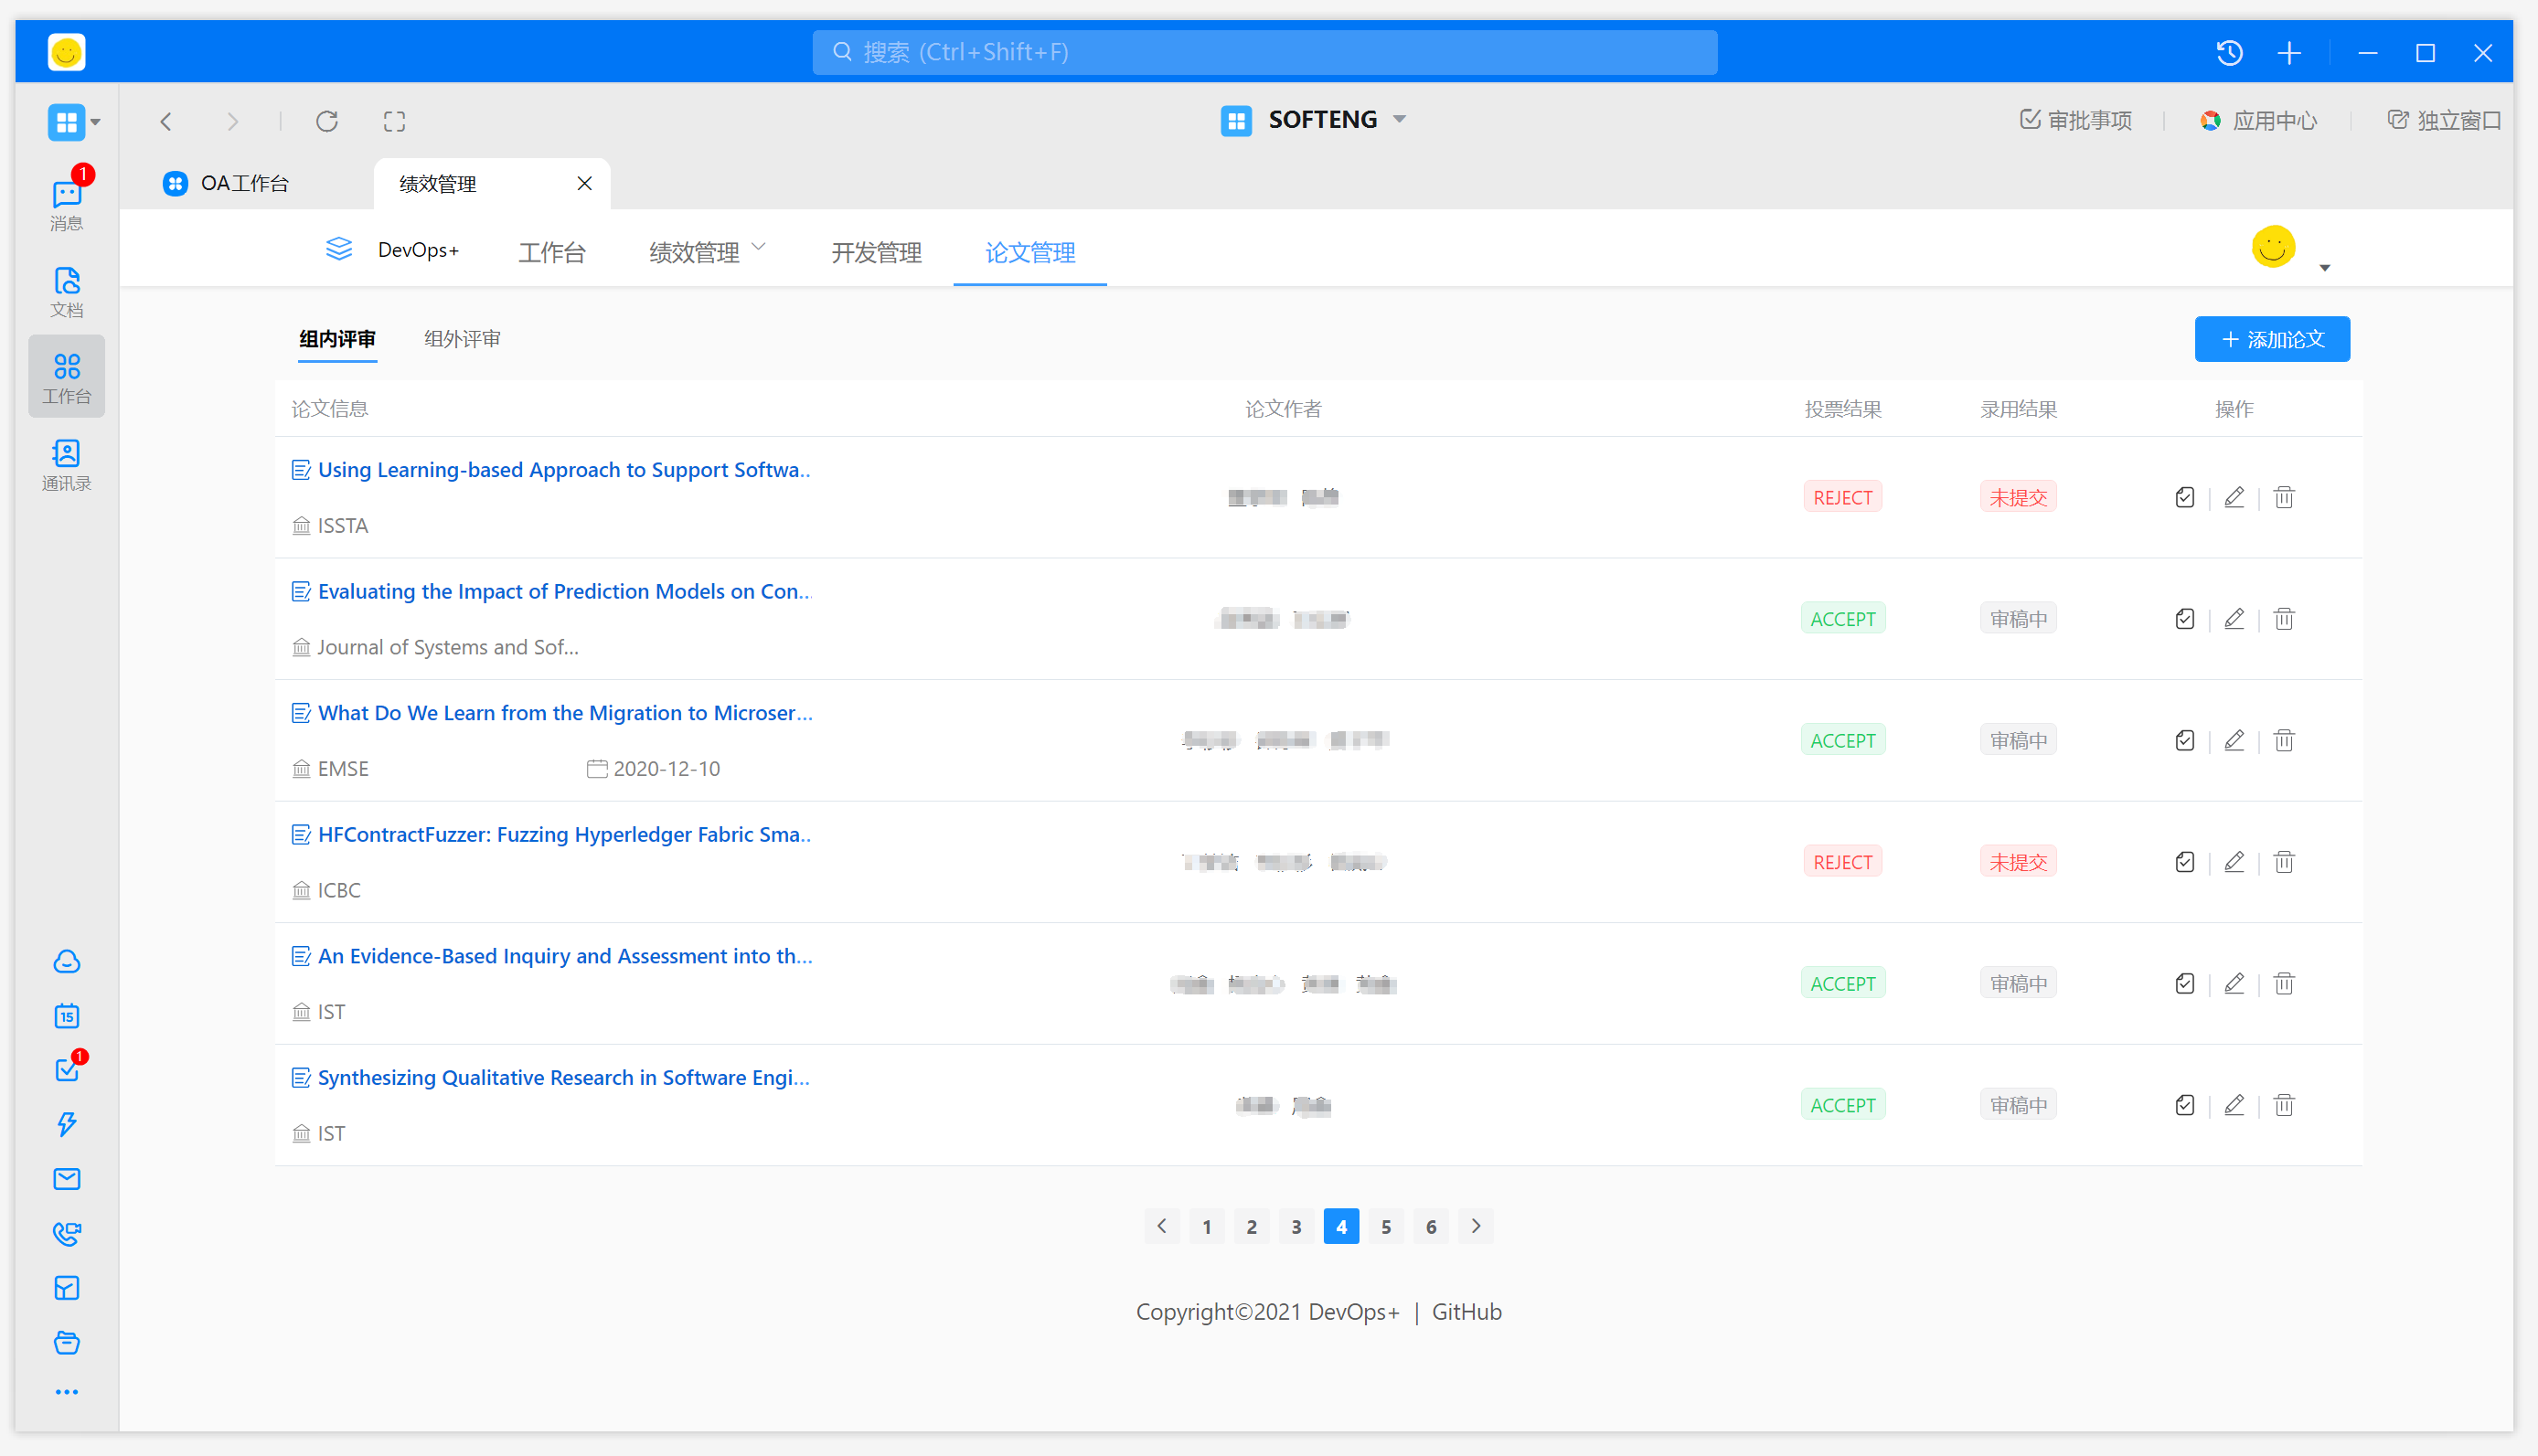 搜索 (Ctrl+Shift+F)
SOFTENG
审批事项
应用中心
独立窗口
1
消息
文档
工作台
通讯录
15
1
OA工作台
绩效管理
DevOps+
工作台
绩效管理
开发管理
论文管理
组内评审
组外评审
添加论文
论文信息
论文作者
投票结果
录用结果
操作
Using Learning-based Approach to Support Softwa..
ISSTA
REJECT
未提交
Evaluating the Impact of Prediction Models on Con...
Journal of Systems and Sof...
ACCEPT
审稿中
What Do We Learn from the Migration to Microser...
EMSE
2020-12-10
ACCEPT
审稿中
HFContractFuzzer: Fuzzing Hyperledger Fabric Sma..
ICBC
REJECT
未提交
An Evidence-Based Inquiry and Assessment into th...
IST
ACCEPT
审稿中
Synthesizing Qualitative Research in Software Engi...
IST
ACCEPT
审稿中
1 2 3 4 5 6
Copyright©2021 DevOps+ | GitHub